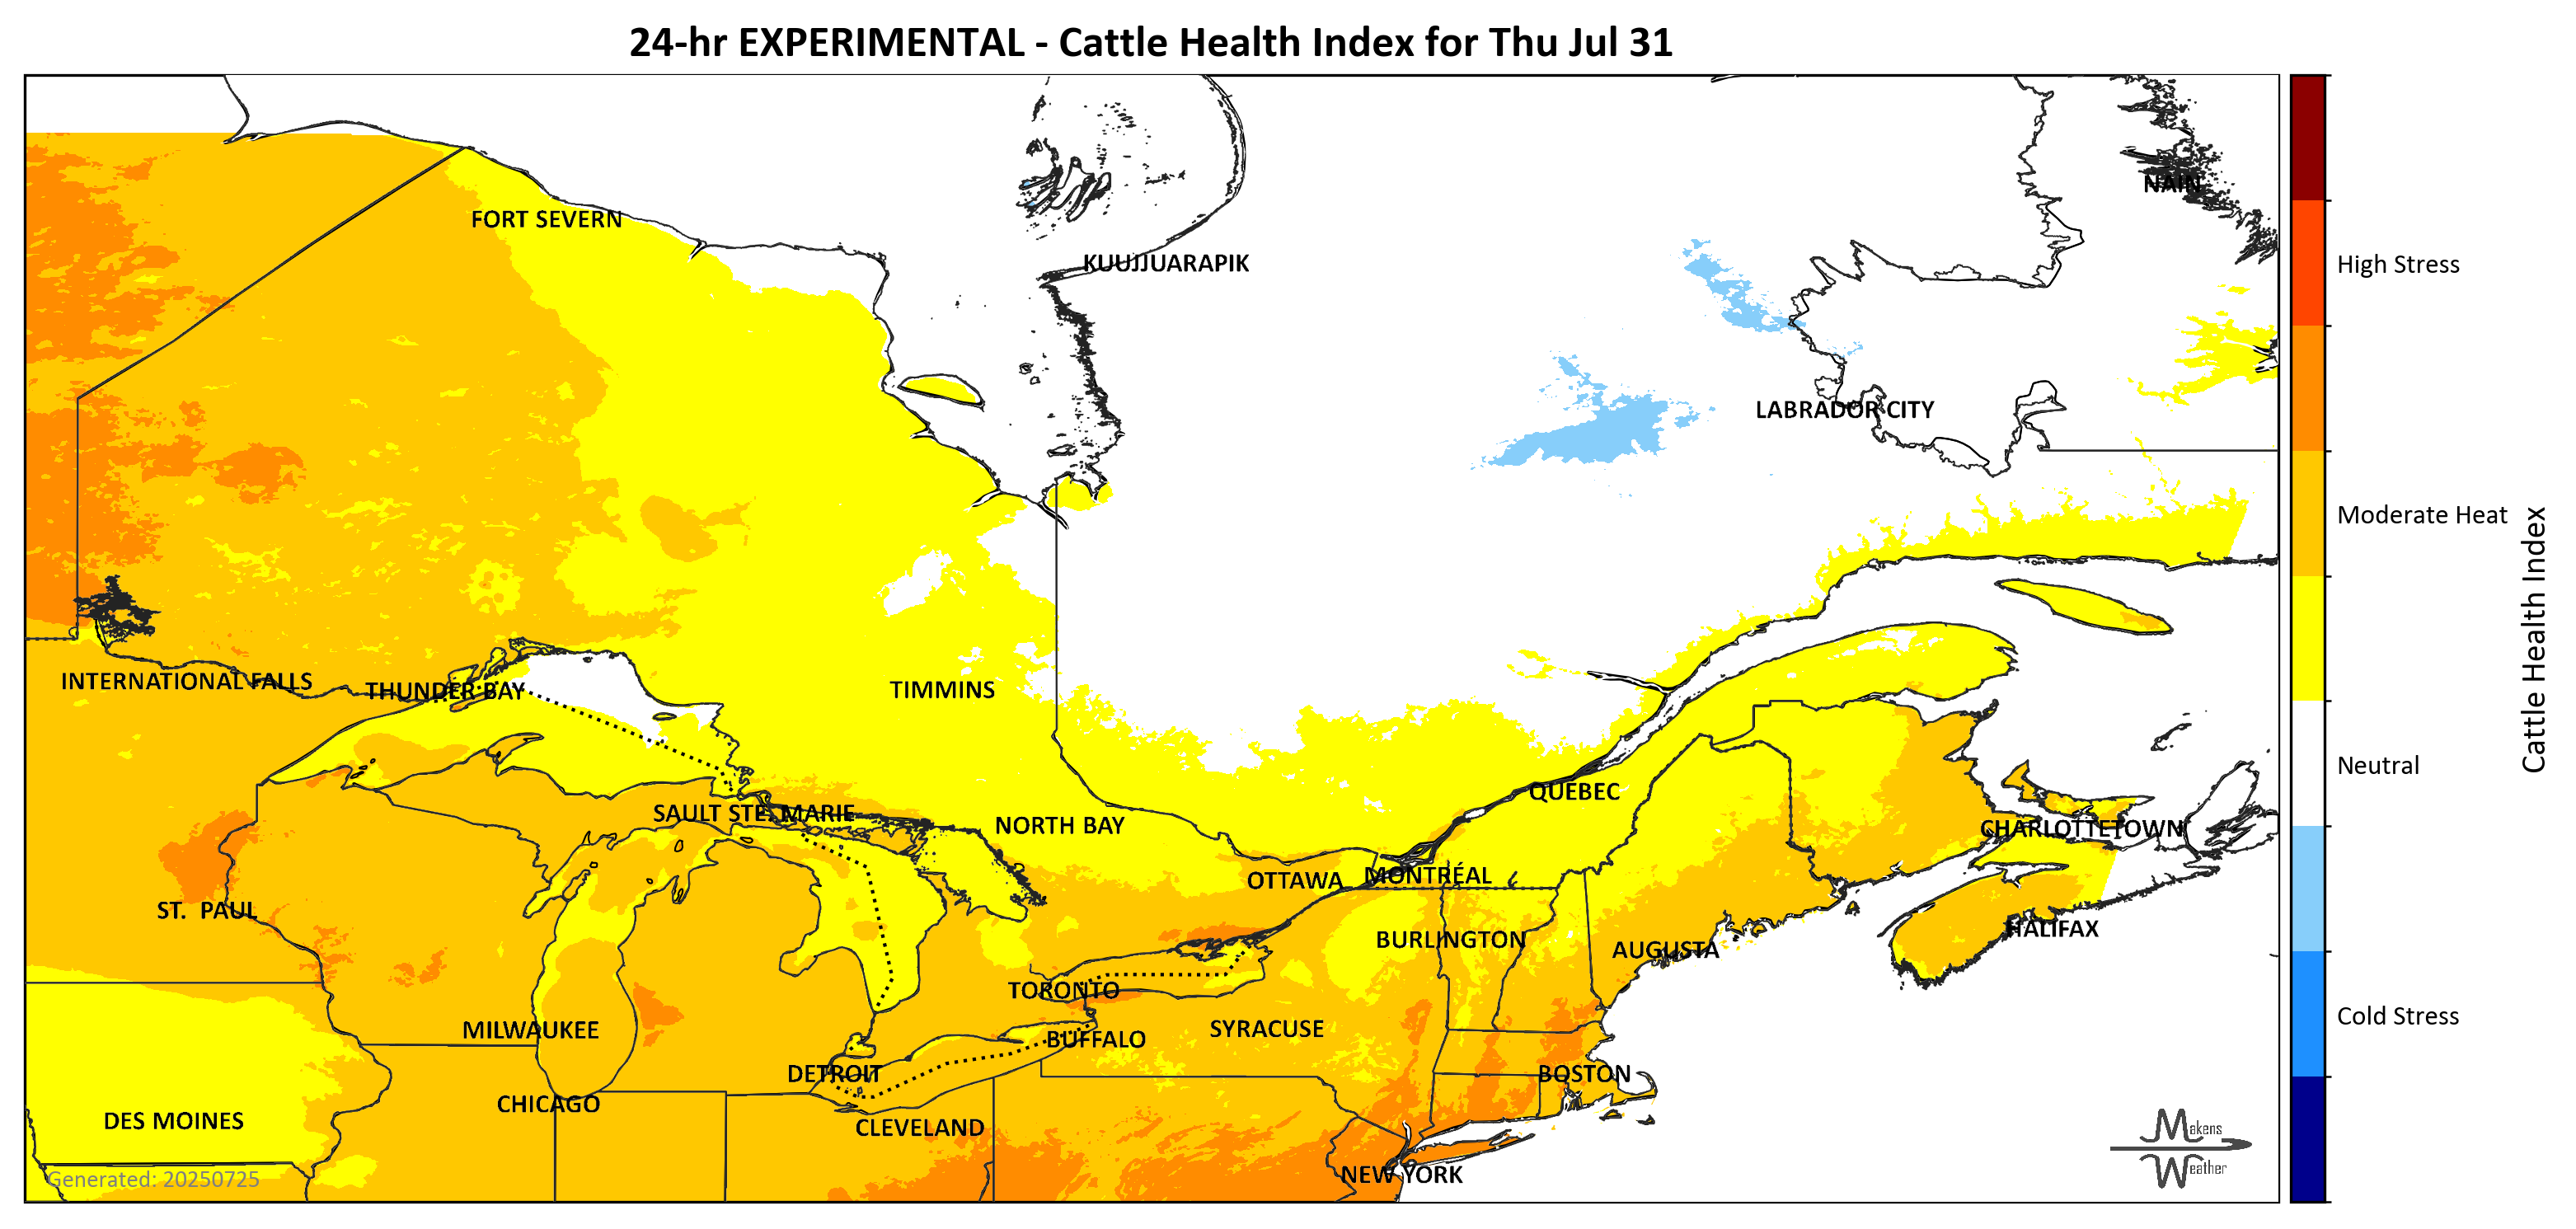 24-hr EXPERIMENTAL - Cattle Health Index for Thu Jul 31
NAIN
FORT SEVERN
KUUJJUARAPIK
High Stress
LABRADOR CITY
Moderate Heat
Cattle Health Index
INTERNATIONAL FALLS
THUNDER BAY
TIMMINS
Neutral
QUEBEC
SAULT STE. MARIE
NORTH BAY
CHARLOTTETOWN
OTTAWA
MONTRÉAL
ST. PAUL
HALIFAX
BURLINGTON
AUGUSTA
TORONTO
Cold Stress
MILWAUKEE
SYRACUSE
BUFFALO
DETROIT
BOSTON
CHICAGO
DES MOINES
CLEVELAND
Makens
Weather
NEW YORK
Generated: 20250725